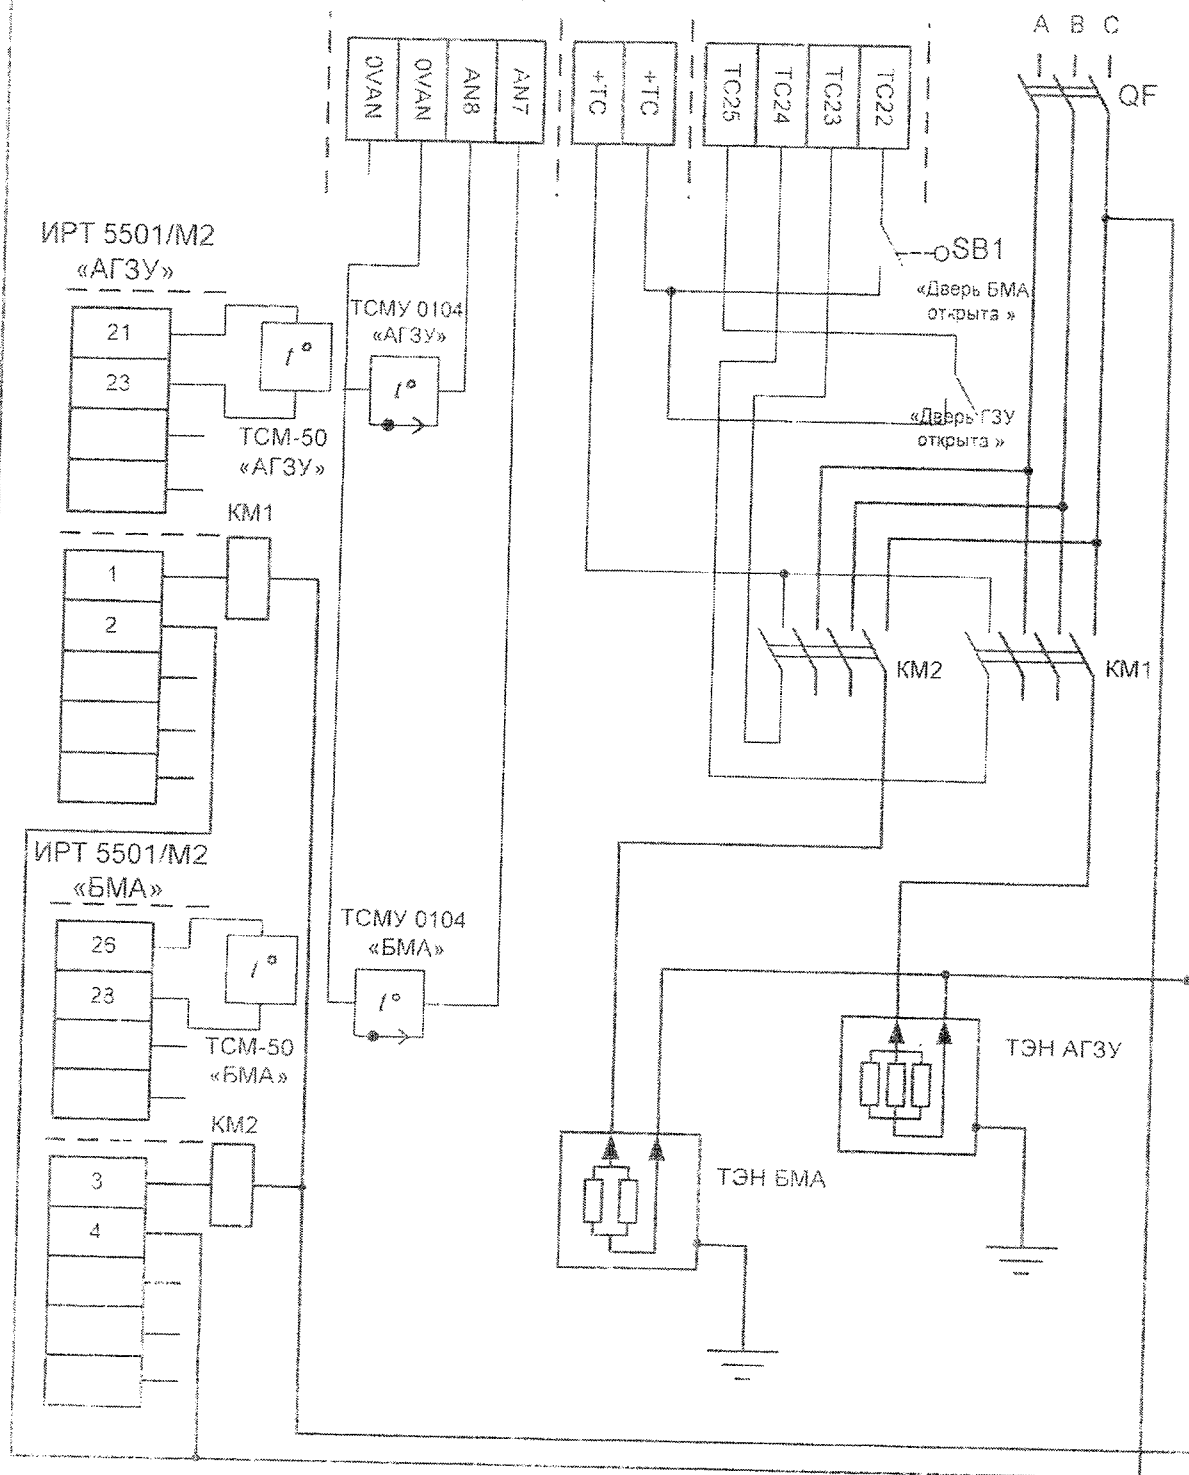 A B C
QF
0VAN
0VAN
AN8
AN7
+TC
+TC
TC25
TC24
TC23
TC22
SB1
«Дверь БМА
открыта »
«Дверь ГЗУ
открыта »
ИРТ 5501/М2
«АГЗУ»
21
23
t°
ТСМ-50
«АГЗУ»
ТСМУ 0104
«АГЗУ»
t°
КМ1
1
2
КМ2
КМ1
ИРТ 5501/М2
«БМА»
26
28
t°
ТСМ-50
«БМА»
ТСМУ 0104
«БМА»
t°
КМ2
3
4
ТЭН АГЗУ
ТЭН БМА